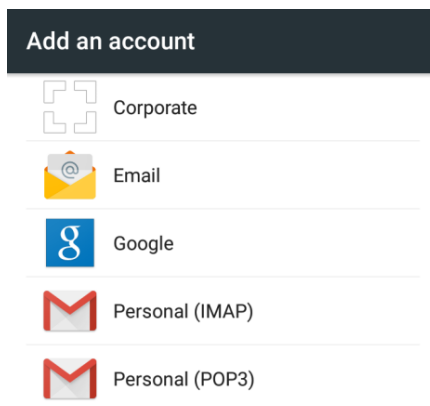 Add an account
Corporate
@
Email
g
Google
Personal (IMAP)
Personal (POP3)